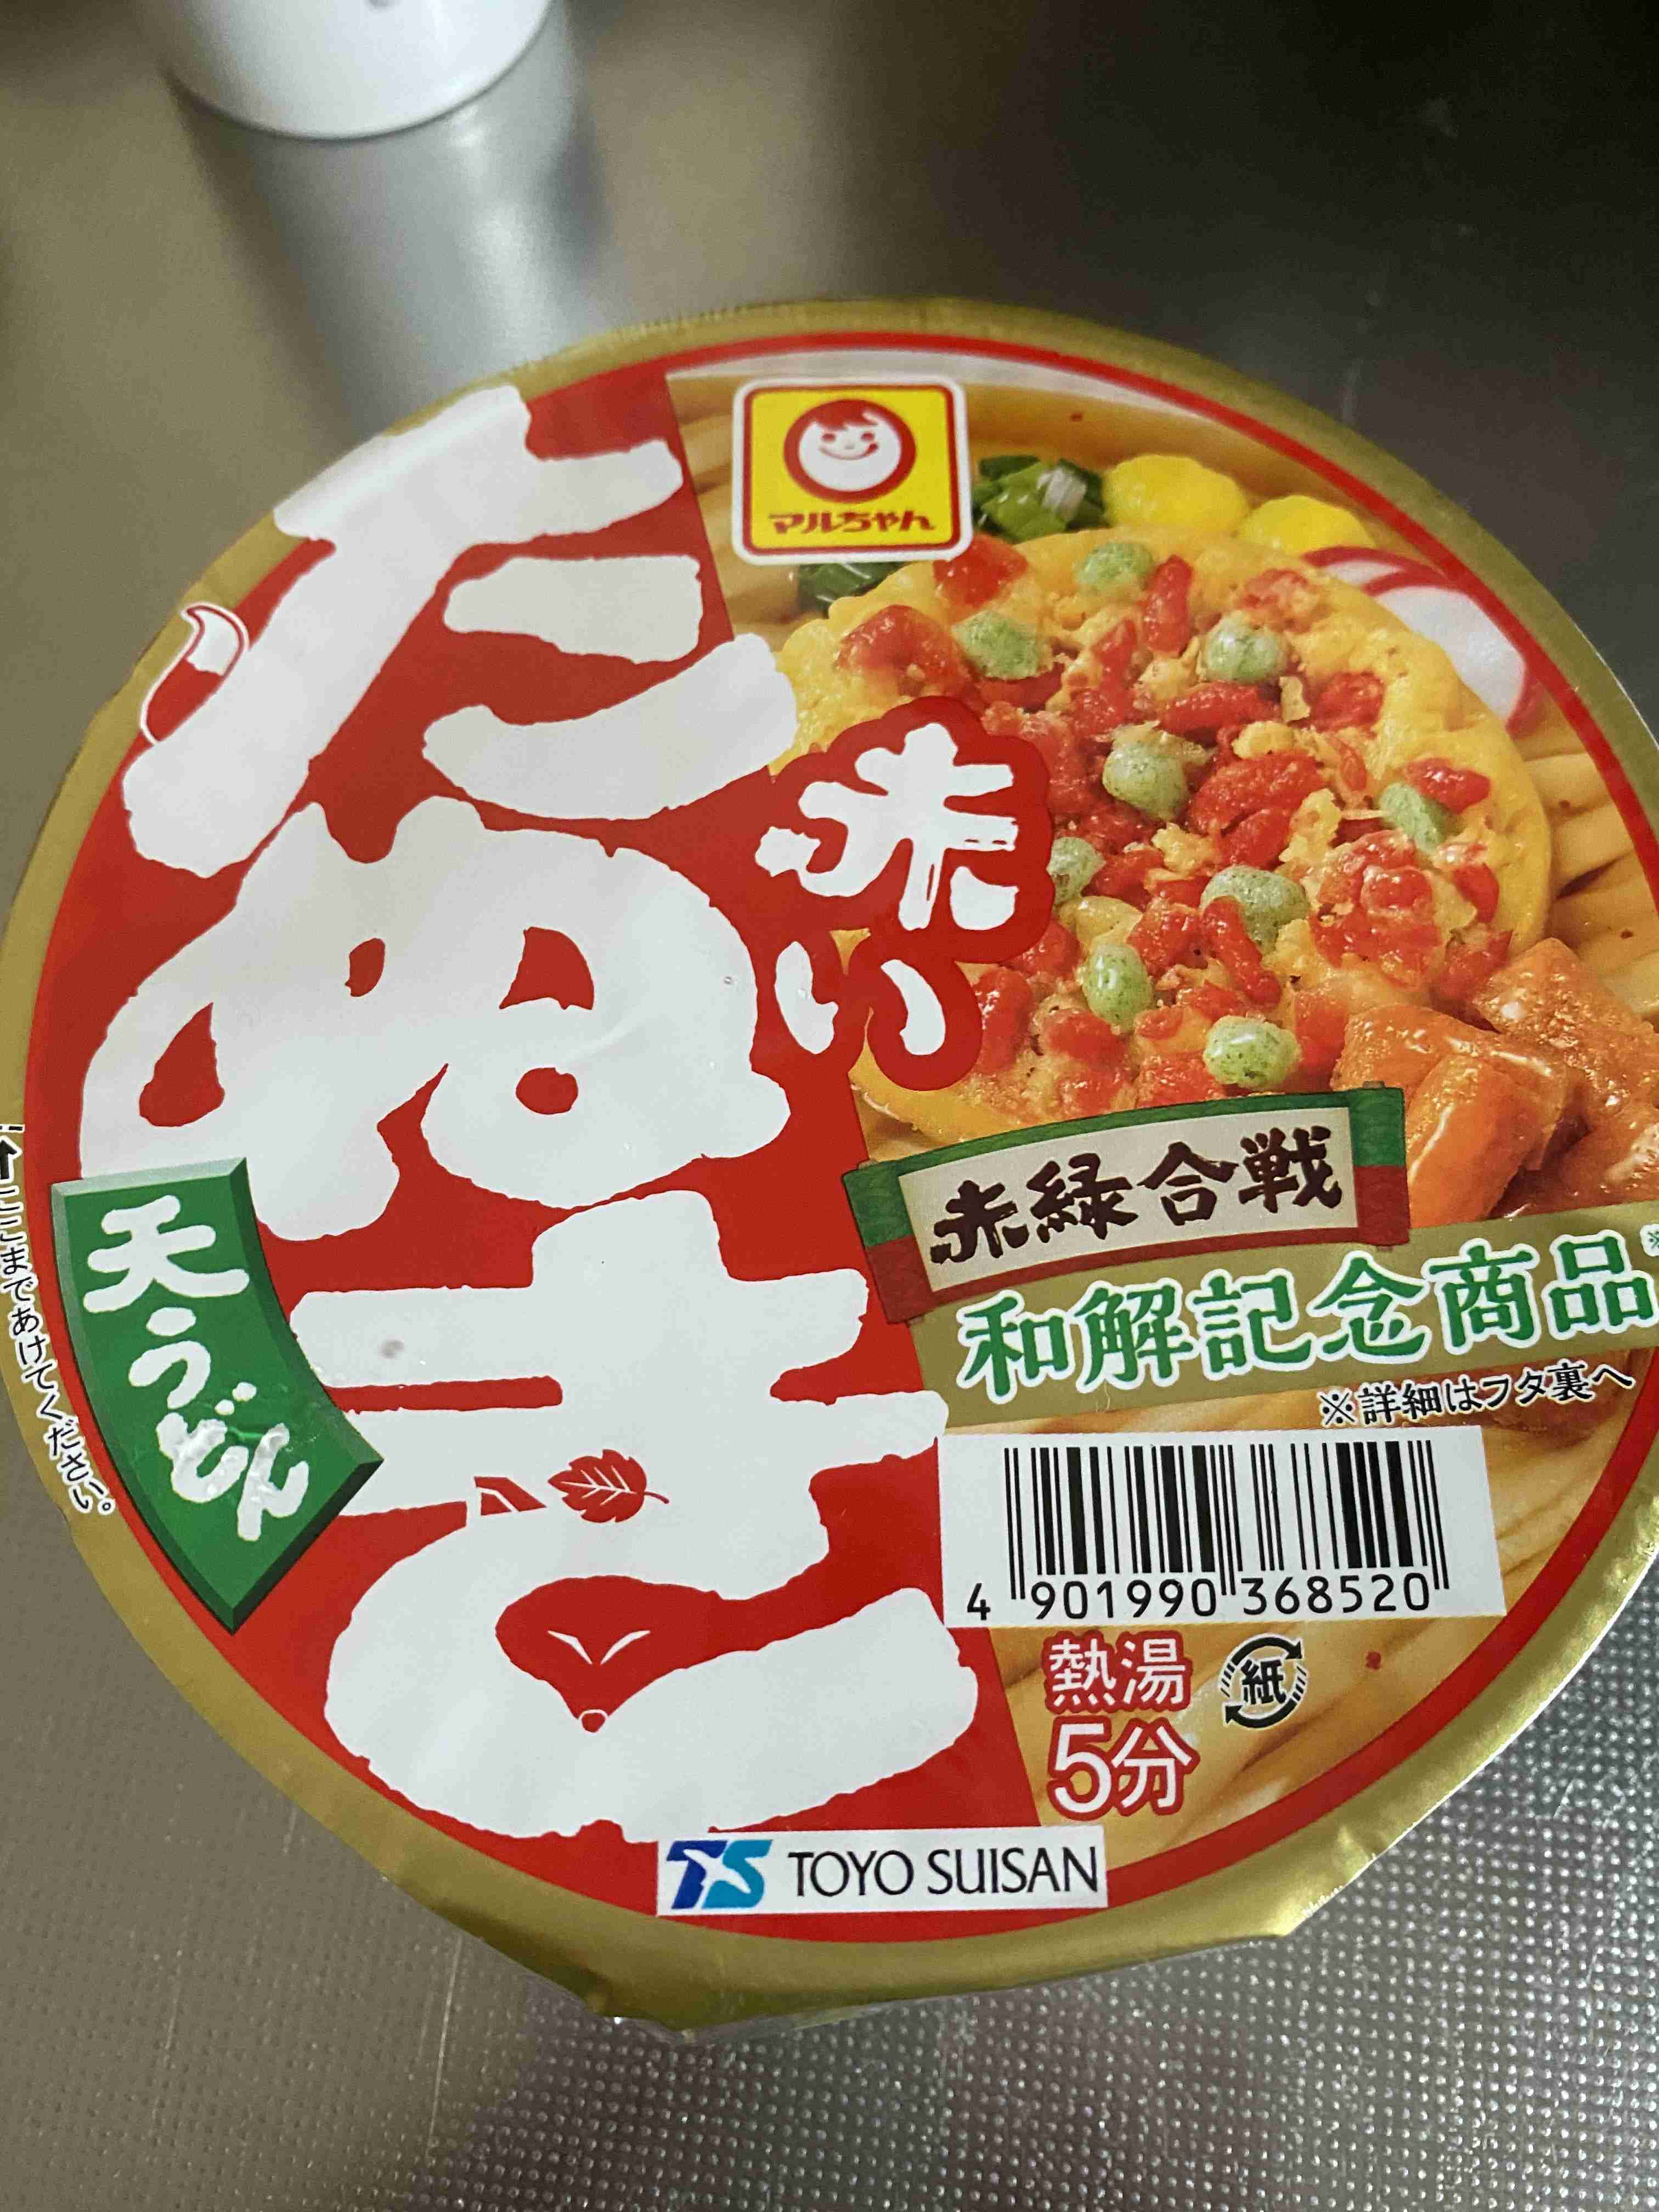 マルちゃん
赤い
たぬき
天うどん
赤緑合戦
和解記念商品※
※詳細はフタ裏へ
4 901990 368520
熱湯
5分
紙
TS TOYO SUISAN
ここまであけてください。